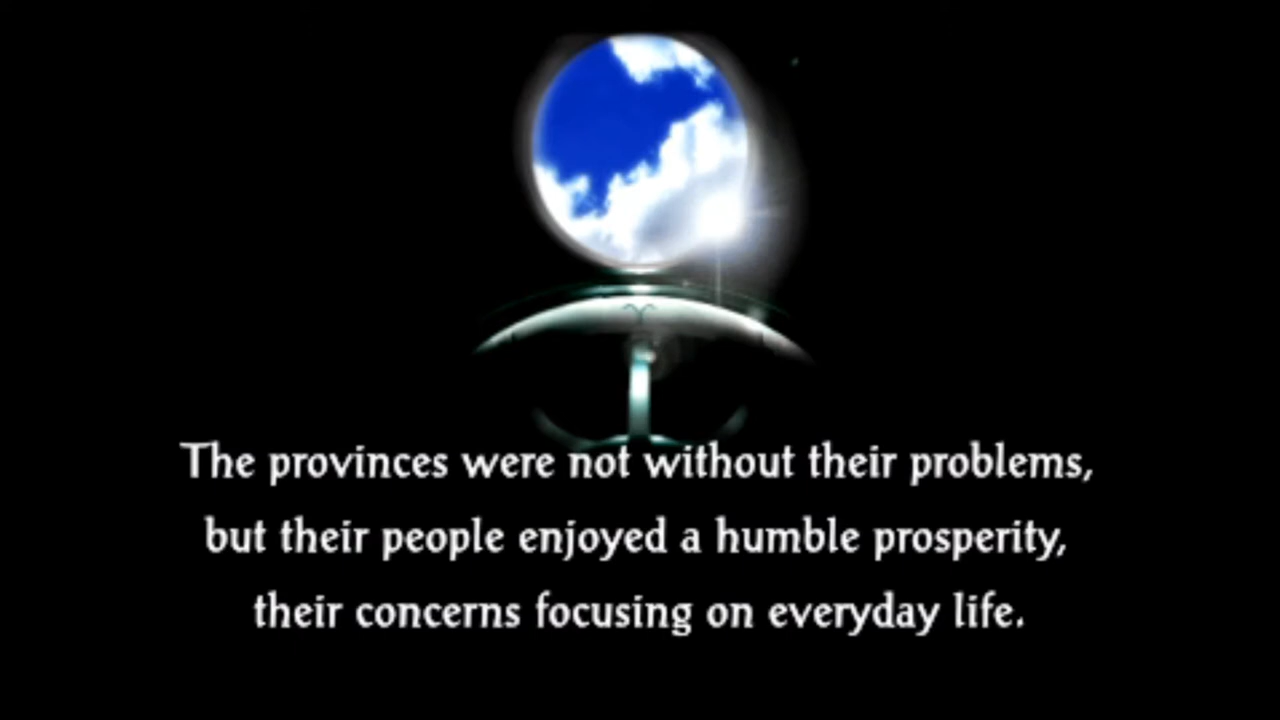 The provinces were not without their problems,
but their people enjoyed a humble prosperity,
their concerns focusing on everyday life.